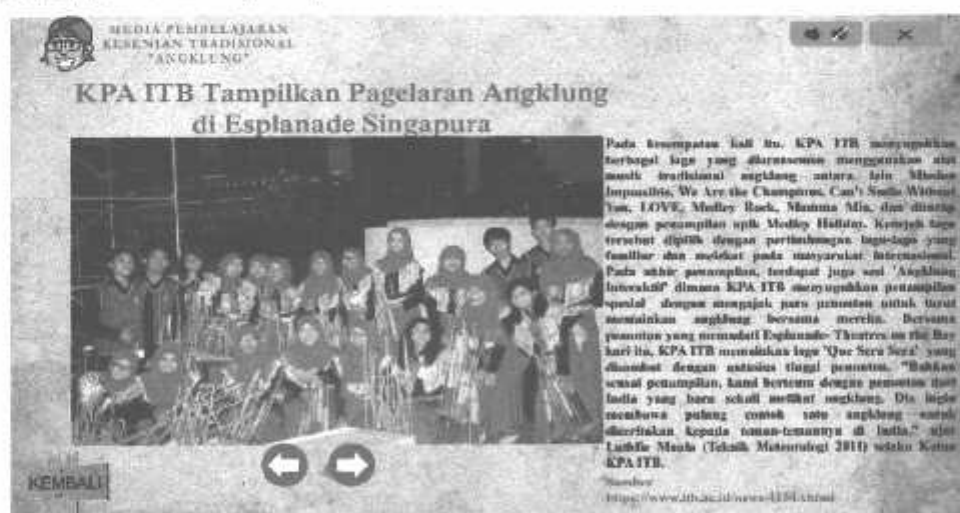 MEDIA PEMBELAJARAN
KESENIAN TRADISIONAL
"ANGKLUNG"
KPA ITB Tampilkan Pagelaran Angklung
di Esplanade Singapura
Pada kesempatan kali itu, KPA ITB menyuguhkan
berbagai lagu yang diaransemen menggunakan alat
musik tradisional angklung antara lain Mission
Impossible, We Are the Champions, Can't Smile Without
You, LOVE, Medley Rock, Mamma Mia, dan ditutup
dengan penampilan apik Medley Holiday. Ketujuh lagu
tersebut dipilih dengan pertimbangan lagu-lagu yang
familiar dan melekat pada masyarakat internasional.
Pada akhir penampilan, terdapat juga sesi 'Angklung
Interaktif' dimana KPA ITB menyuguhkan penampilan
spesial dengan mengajak para penonton untuk turut
memainkan angklung bersama mereka. Bersama
penonton yang memadati Esplanade- Theatres on the Bay
hari itu, KPA ITB memainkan lagu 'Que Sera Sera' yang
disambut dengan antusias tinggi penonton. "Bahkan
seusai penampilan, kami bertemu dengan penonton dari
India yang baru sekali melihat angklung. Dia ingin
membawa pulang contoh satu angklung untuk
diceritakan kepada teman-temannya di India," ujar
Maula (Teknik Meteorologi 2011) selaku Ketua
KPA ITB.
Sumber
KEMBALI